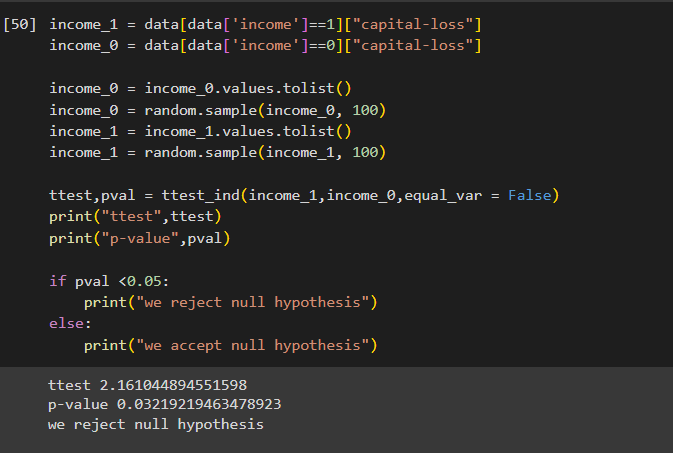 [50] income_1 = data[data['income']==1]["capital-loss"]
income_0 = data[data['income']==0]["capital-loss"]
income_0 = income_0.values.tolist()
income_0 = random.sample(income_0, 100)
income_1 = income_1.values.tolist()
income_1 = random.sample(income_1, 100)
ttest,pval = ttest_ind(income_1,income_0,equal_var = False)
print("ttest",ttest)
print("p-value",pval)
if pval <0.05:
    print("we reject null hypothesis")
else:
    print("we accept null hypothesis")
ttest 2.161044894551598
p-value 0.03219219463478923
we reject null hypothesis